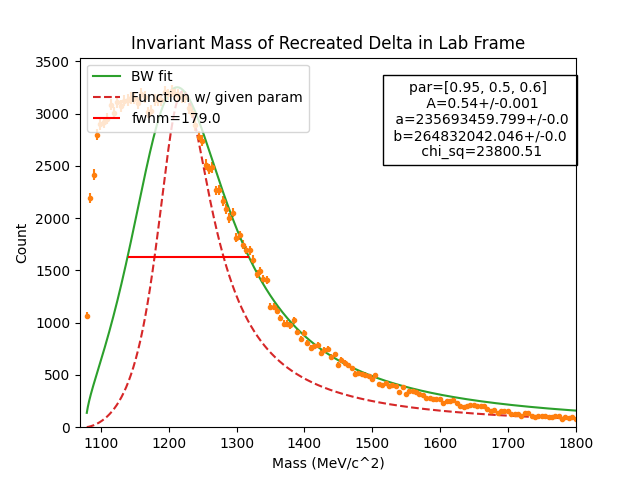 Invariant Mass of Recreated Delta in Lab Frame
BW fit
Function w/ given param
fwhm=179.0
par=[0.95, 0.5, 0.6]
A=0.54+/-0.001
a=235693459.799+/-0.0
b=264832042.046+/-0.0
chi_sq=23800.51
Count
3500
3000
2500
2000
1500
1000
500
0
1100 1200 1300 1400 1500 1600 1700 1800
Mass (MeV/c^2)